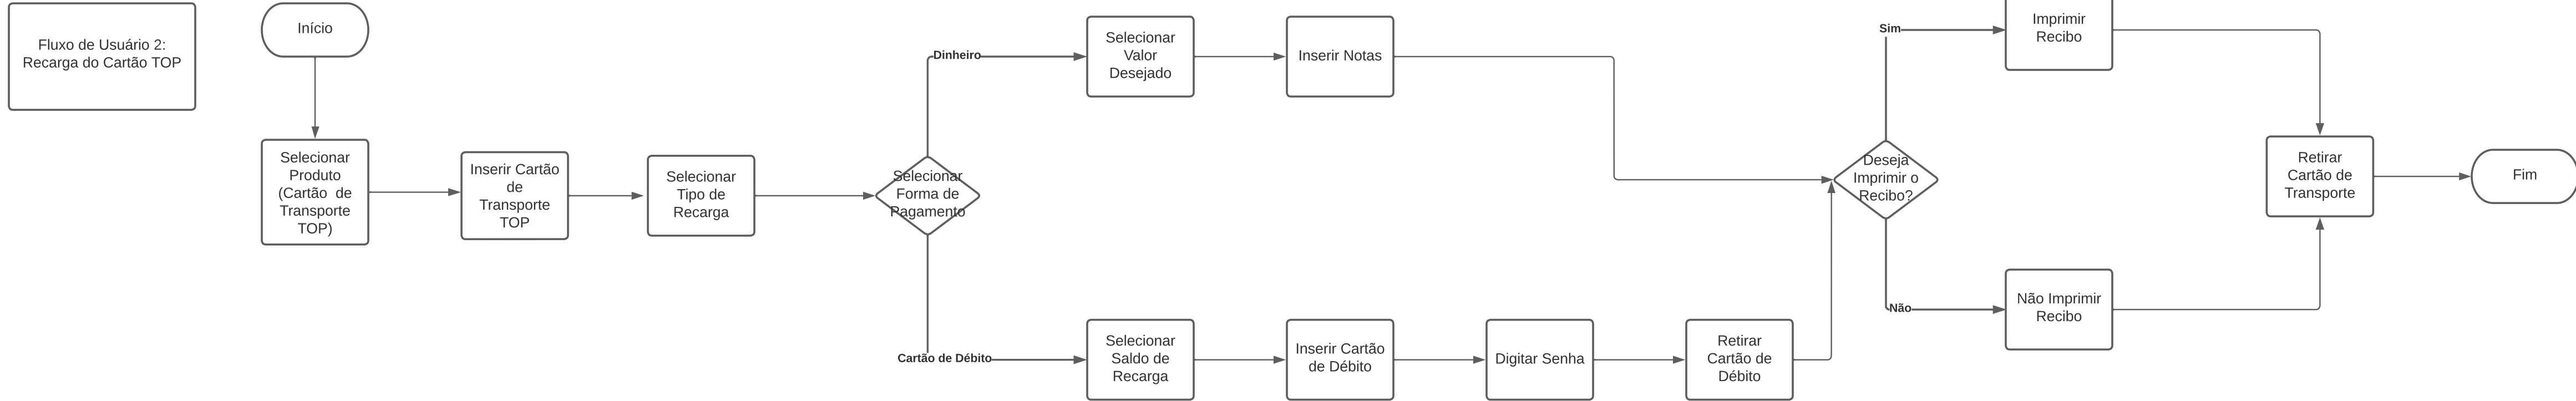 Fluxo de Usuário 2:
Recarga do Cartão TOP
Início
Selecionar
Produto
(Cartão  de
Transporte
TOP)
Inserir Cartão
de
Transporte
TOP
Selecionar
Tipo de
Recarga
Selecionar
Forma de
Pagamento
Dinheiro
Selecionar
Valor
Desejado
Inserir Notas
Cartão de Débito
Selecionar
Saldo de
Recarga
Inserir Cartão
de Débito
Digitar Senha
Retirar
Cartão de
Débito
Deseja
Imprimir o
Recibo?
Sim
Imprimir
Recibo
Não
Não Imprimir
Recibo
Retirar
Cartão de
Transporte
Fim